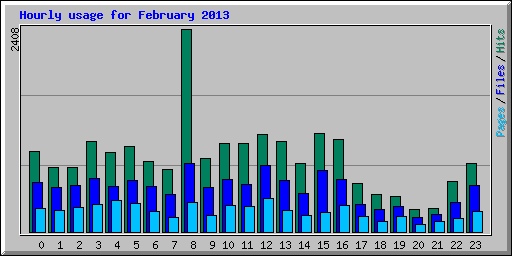 Hourly usage for February 2013
2408
Pages / Files / Hits
0 1 2 3 4 5 6 7 8 9 10 11 12 13 14 15 16 17 18 19 20 21 22 23